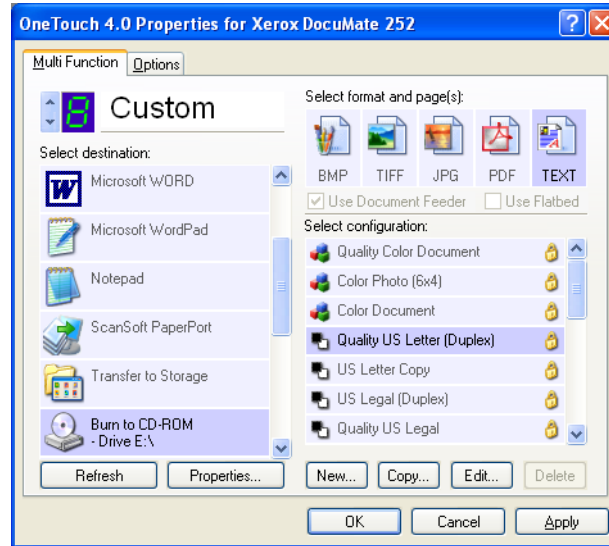 OneTouch 4.0 Properties for Xerox DocuMate 252
Multi Function
Options
8
Custom
Select destination:
Microsoft WORD
Microsoft WordPad
Notepad
ScanSoft PaperPort
Transfer to Storage
Burn to CD-ROM
- Drive E:\
Refresh
Properties...
Select format and page(s):
BMP
TIFF
JPG
PDF
TEXT
Use Document Feeder
Use Flatbed
Select configuration:
Quality Color Document
Color Photo (6x4)
Color Document
Quality US Letter (Duplex)
US Letter Copy
US Legal (Duplex)
Quality US Legal
New...
Copy...
Edit...
Delete
OK
Cancel
Apply